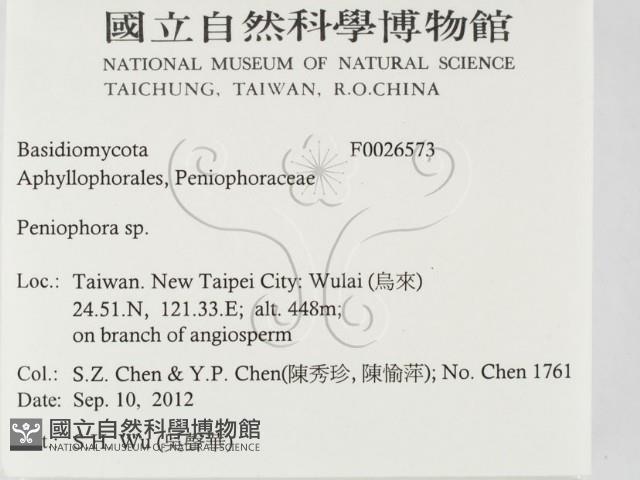 國立自然科學博物館
NATIONAL MUSEUM OF NATURAL SCIENCE
TAICHUNG, TAIWAN, R.O.CHINA
Basidiomycota F0026573
Aphyllophorales, Peniophoraceae
Peniophora sp.
Loc.: Taiwan. New Taipei City: Wulai (烏來)
24.51.N, 121.33.E; alt. 448m;
on branch of angiosperm
Col.: S.Z. Chen & Y.P. Chen(陳秀珍, 陳愉萍); No. Chen 1761
Date: Sep. 10, 2012
國立自然科學博物館
NATIONAL MUSEUM OF NATURAL SCIENCE
S.H. Wu